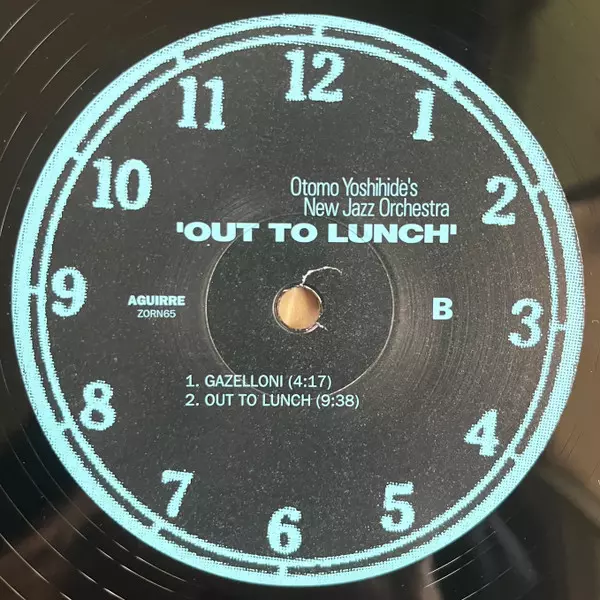 12
1
2
3
4
5
6
7
8
9
10
11
Otomo Yoshihide's
New Jazz Orchestra
'OUT TO LUNCH'
AGUIRRE
ZORN65
B
1. GAZELLONI (4:17)
2. OUT TO LUNCH (9:38)